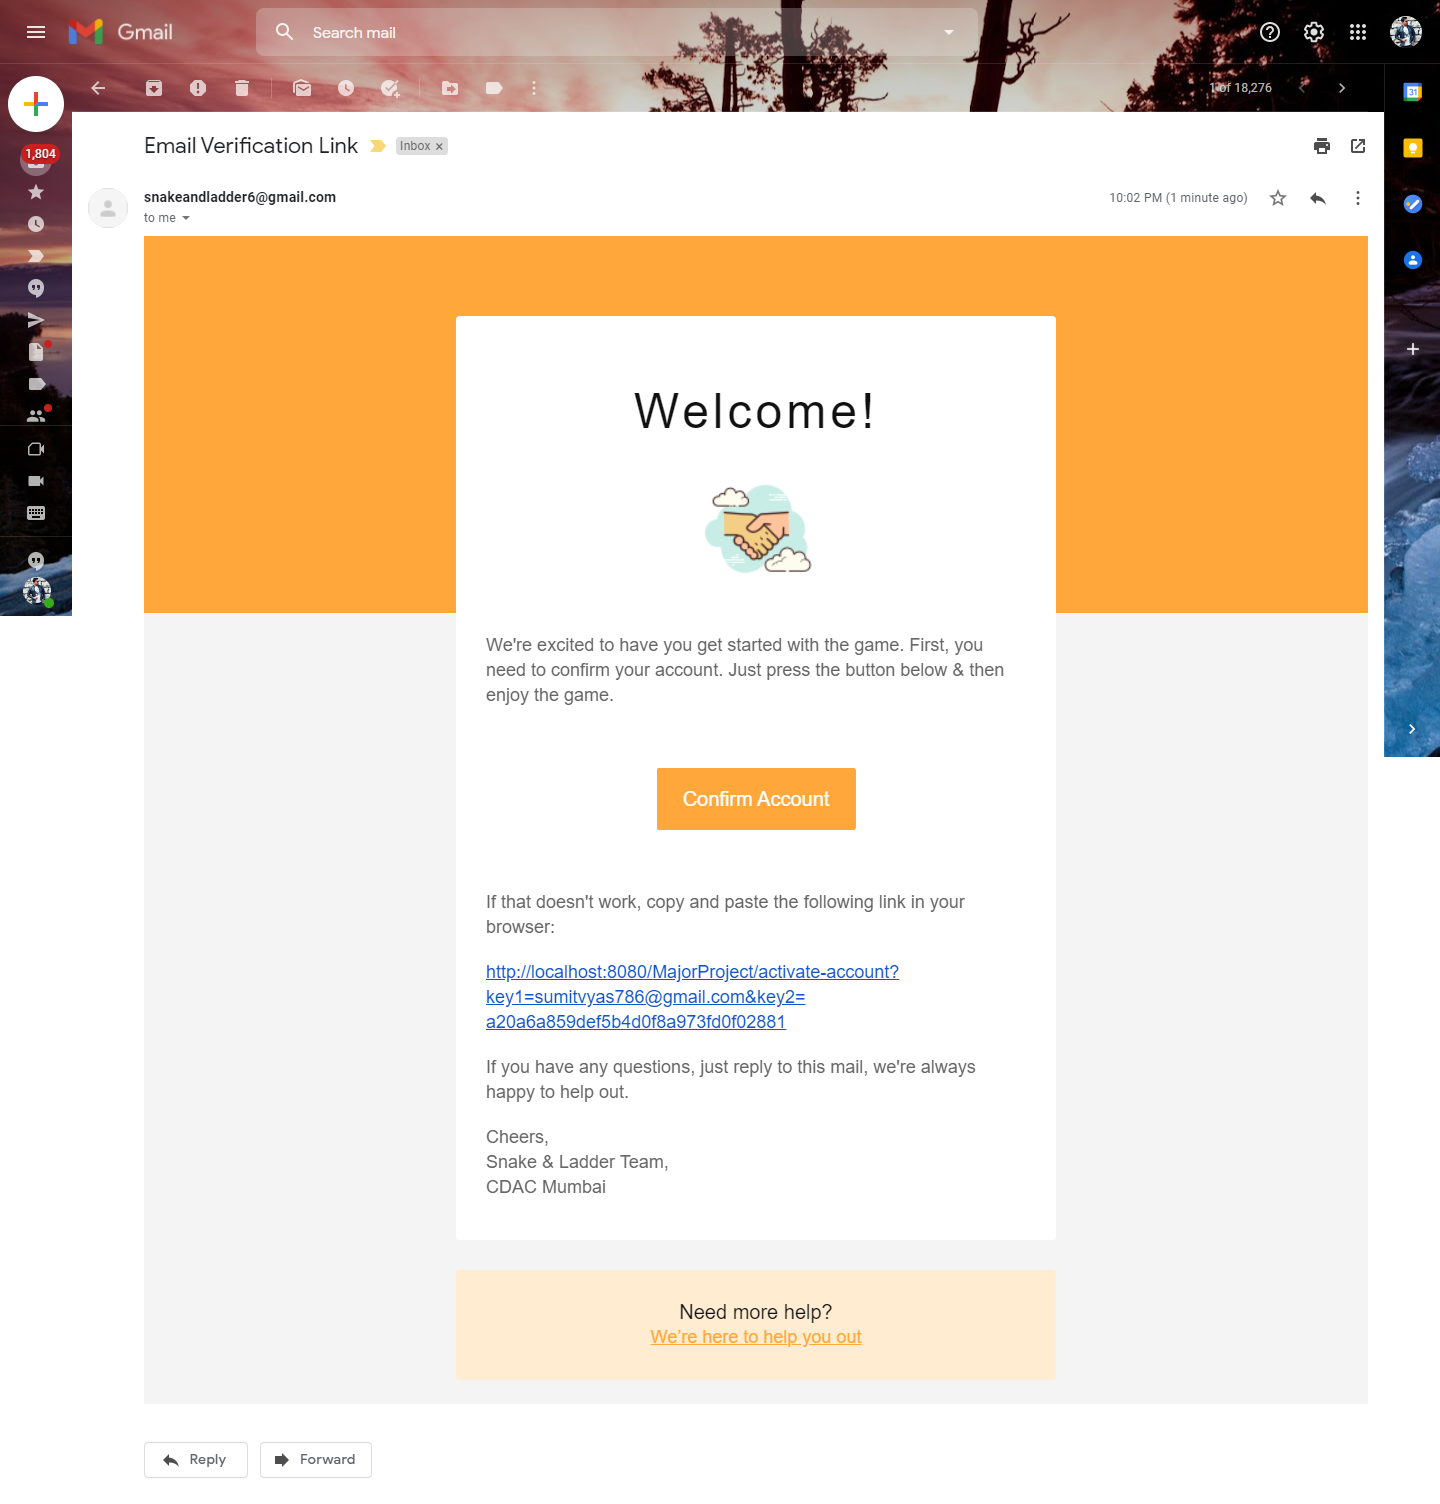 Gmail
Search mail
1 of 18,276
31
1,804
Email Verification Link
Inbox ×
snakeandladder6@gmail.com
10:02 PM (1 minute ago)
to me
Welcome!
We're excited to have you get started with the game. First, you
need to confirm your account. Just press the button below & then
enjoy the game.
Confirm Account
If that doesn't work, copy and paste the following link in your
browser:
http://localhost:8080/MajorProject/activate-account?
key1=sumitvyas786@gmail.com&key2=
a20a6a859def5b4d0f8a973fd0f02881
If you have any questions, just reply to this mail, we're always
happy to help out.
Cheers,
Snake & Ladder Team,
CDAC Mumbai
Need more help?
We’re here to help you out
Reply
Forward